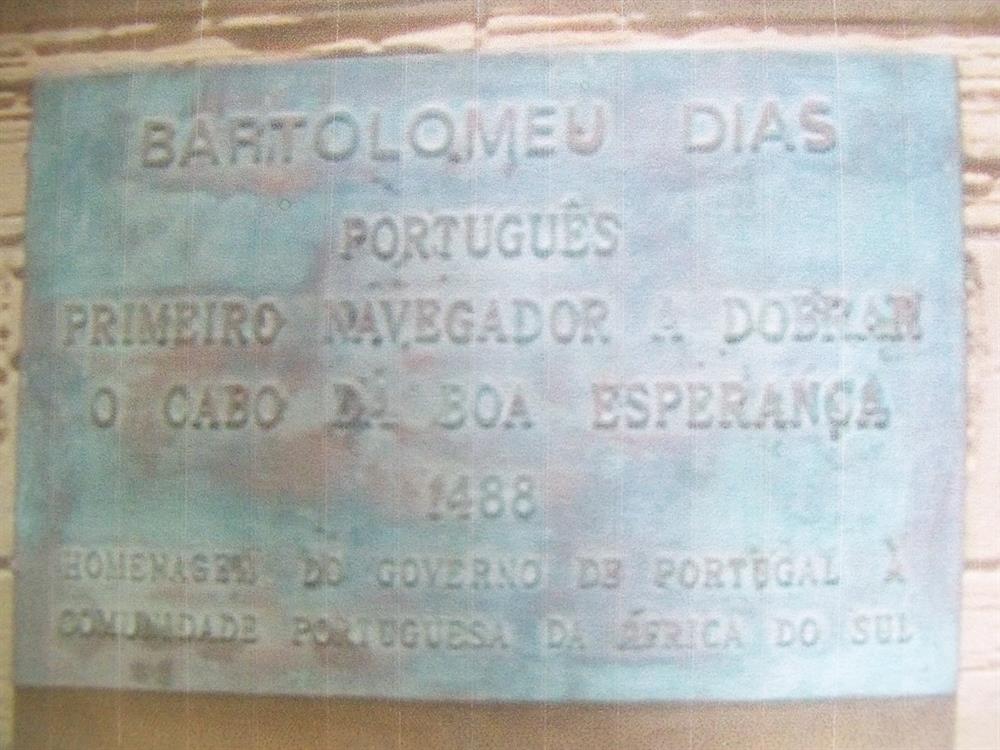 BARTOLOMEU DIAS
PORTUGUÊS
PRIMEIRO NAVEGADOR A DOBRAR
O CABO DA BOA ESPERANÇA
1488
HOMENAGEM DO GOVERNO DE PORTUGAL À
COMUNIDADE PORTUGUESA DA ÁFRICA DO SUL